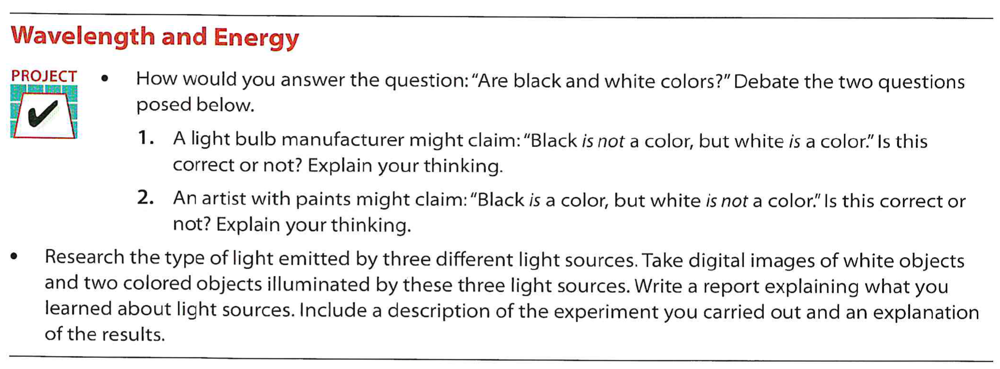 Wavelength and Energy
PROJECT
• How would you answer the question: "Are black and white colors?" Debate the two questions
posed below.
1. A light bulb manufacturer might claim: "Black is not a color, but white is a color." Is this
correct or not? Explain your thinking.
2. An artist with paints might claim: "Black is a color, but white is not a color." Is this correct or
not? Explain your thinking.
• Research the type of light emitted by three different light sources. Take digital images of white objects
and two colored objects illuminated by these three light sources. Write a report explaining what you
learned about light sources. Include a description of the experiment you carried out and an explanation
of the results.